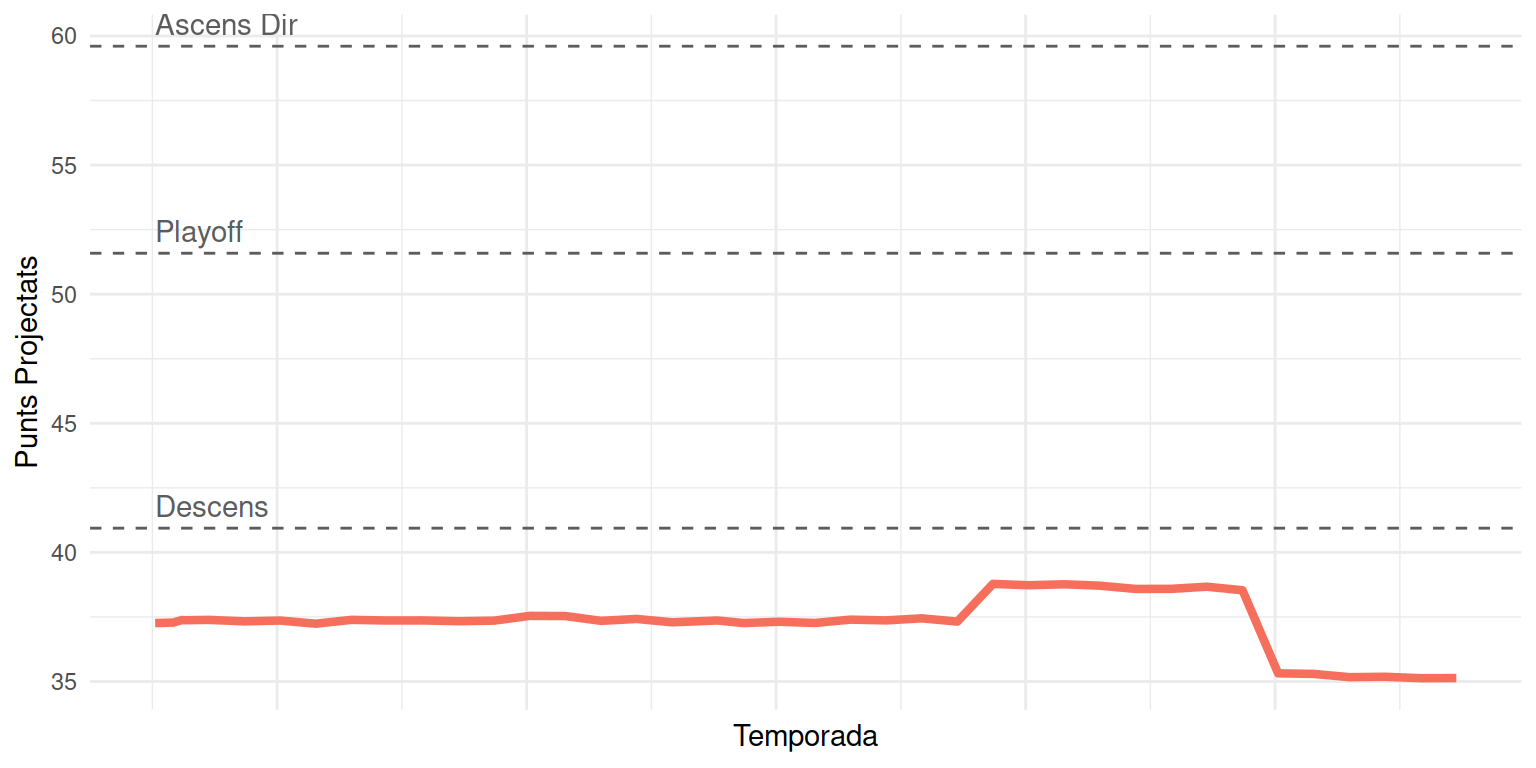 Ascens Dir
60
55
Playoff
50
45
Descens
40
35
Punts Projectats
Temporada